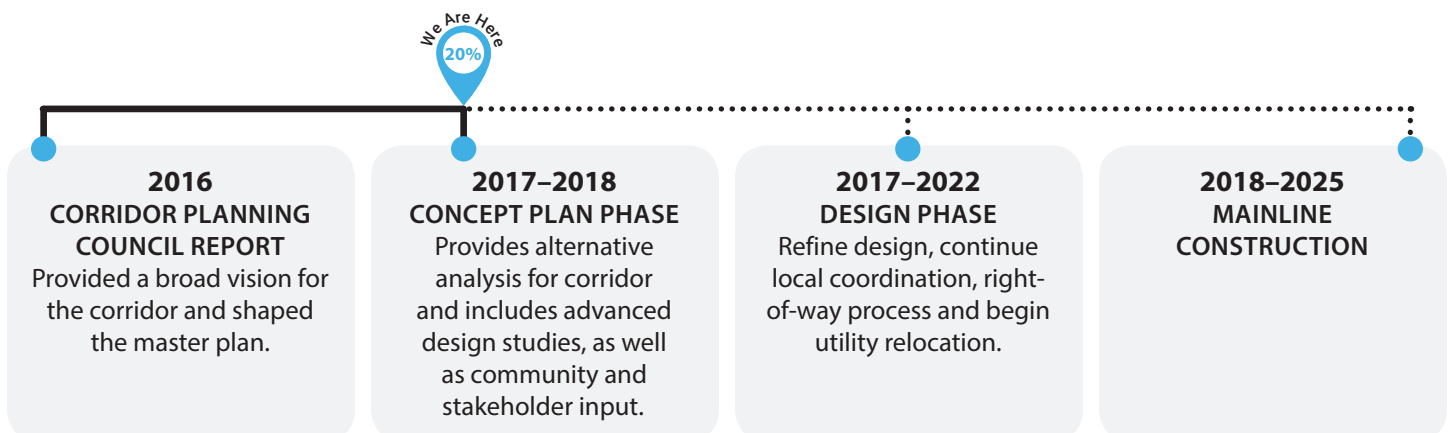 We Are Here
20%
2016
CORRIDOR PLANNING
COUNCIL REPORT
Provided a broad vision for
the corridor and shaped
the master plan.
2017–2018
CONCEPT PLAN PHASE
Provides alternative
analysis for corridor
and includes advanced
design studies, as well
as community and
stakeholder input.
2017–2022
DESIGN PHASE
Refine design, continue
local coordination, right-
of-way process and begin
utility relocation.
2018–2025
MAINLINE
CONSTRUCTION